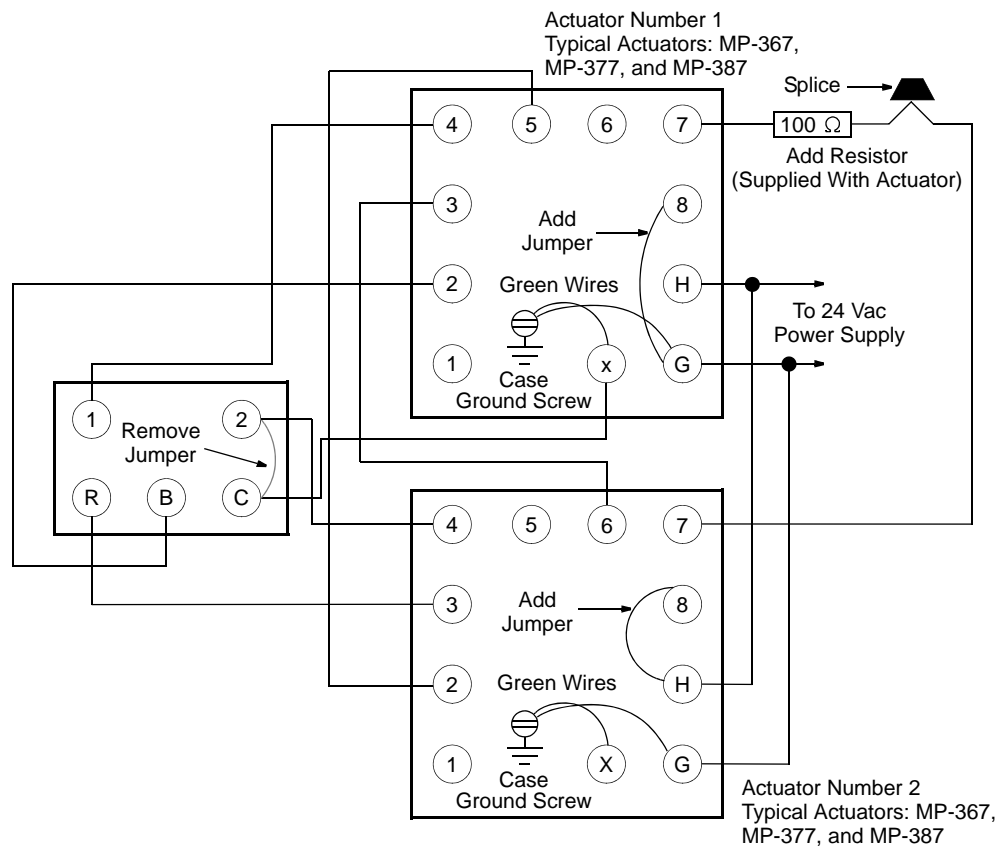 Actuator Number 1
Typical Actuators: MP-367,
MP-377, and MP-387
Splice
4 5 6 7
100 Ω
Add Resistor
(Supplied With Actuator)
3
8
Add
Jumper
2
Green Wires
H
To 24 Vac
Power Supply
1
x
G
Case
Ground Screw
1 2
Remove
Jumper
R B C
4 5 6 7
3
Add
Jumper
8
2
Green Wires
H
1
X
G
Case
Ground Screw
Actuator Number 2
Typical Actuators: MP-367,
MP-377, and MP-387